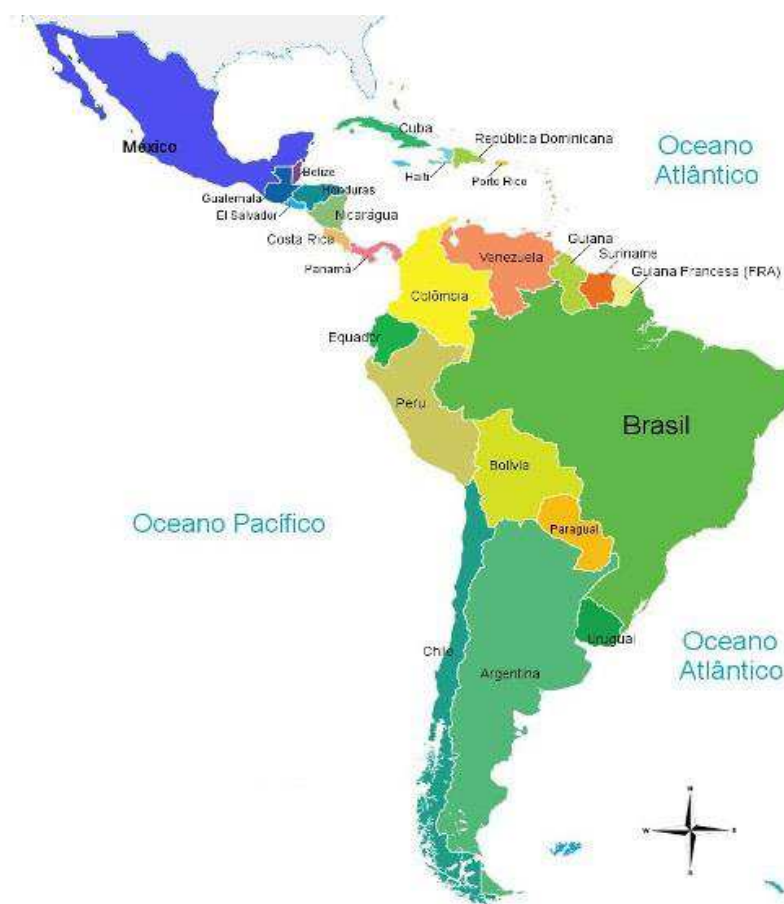 México
Cuba
República Dominicana
Oceano
Atlântico
Haiti
Porto Rico
Belize
Guatemala
Honduras
El Salvador
Nicarágua
Costa Rica
Panamá
Venezuela
Guiana
Suriname
Guiana Francesa (FRA)
Colômbia
Equador
Peru
Brasil
Bolívia
Oceano Pacífico
Paraguai
Uruguai
Chile
Argentina
Oceano
Atlântico
N
W
S